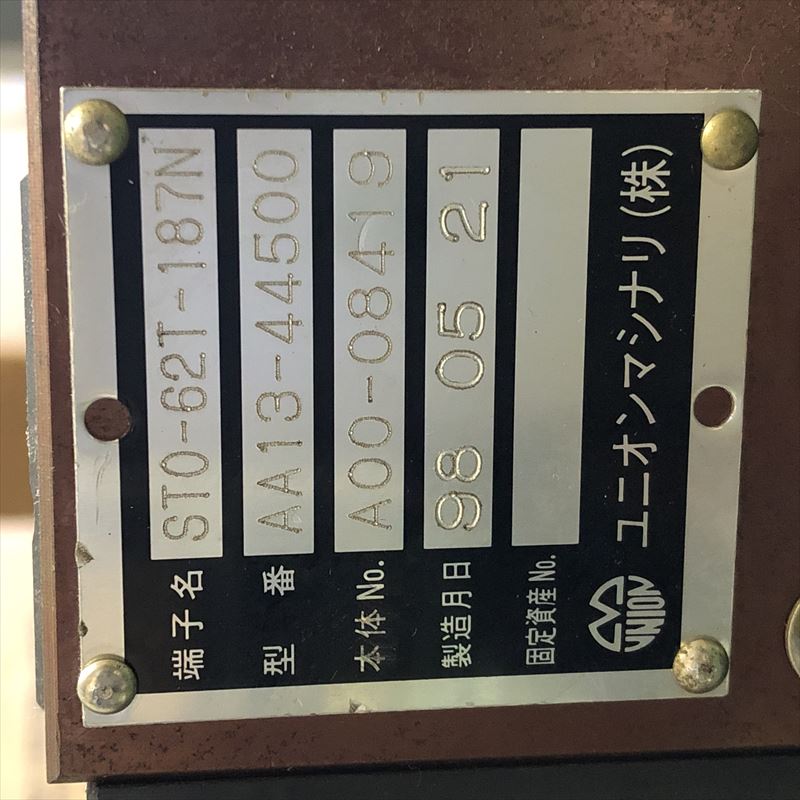 端子名 STO-62T-187N
型番 AA13-44500
本体No. A00-08419
製造月日 98 05 21
固定資産No.
UNION ユニオンマシナリ(株)